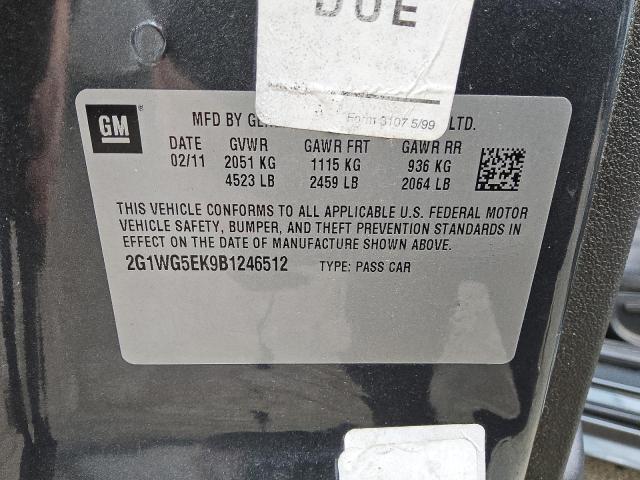 DUE
Form 3107 5/99
GM
MFD BY GE LTD.
DATE GVWR GAWR FRT GAWR RR
02/11 2051 KG 1115 KG 936 KG
4523 LB 2459 LB 2064 LB
THIS VEHICLE CONFORMS TO ALL APPLICABLE U.S. FEDERAL MOTOR
VEHICLE SAFETY, BUMPER, AND THEFT PREVENTION STANDARDS IN
EFFECT ON THE DATE OF MANUFACTURE SHOWN ABOVE.
2G1WG5EK9B1246512 TYPE: PASS CAR